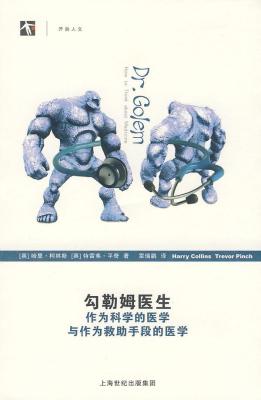 开放人文
Dr. Golem
How to Think about Medicine
[英] 哈里·柯林斯 [英] 特雷弗·平奇 著 雷瑞鹏 译 Harry Collins Trevor Pinch
勾勒姆医生
作为科学的医学
与作为救助手段的医学
上海世纪出版集团